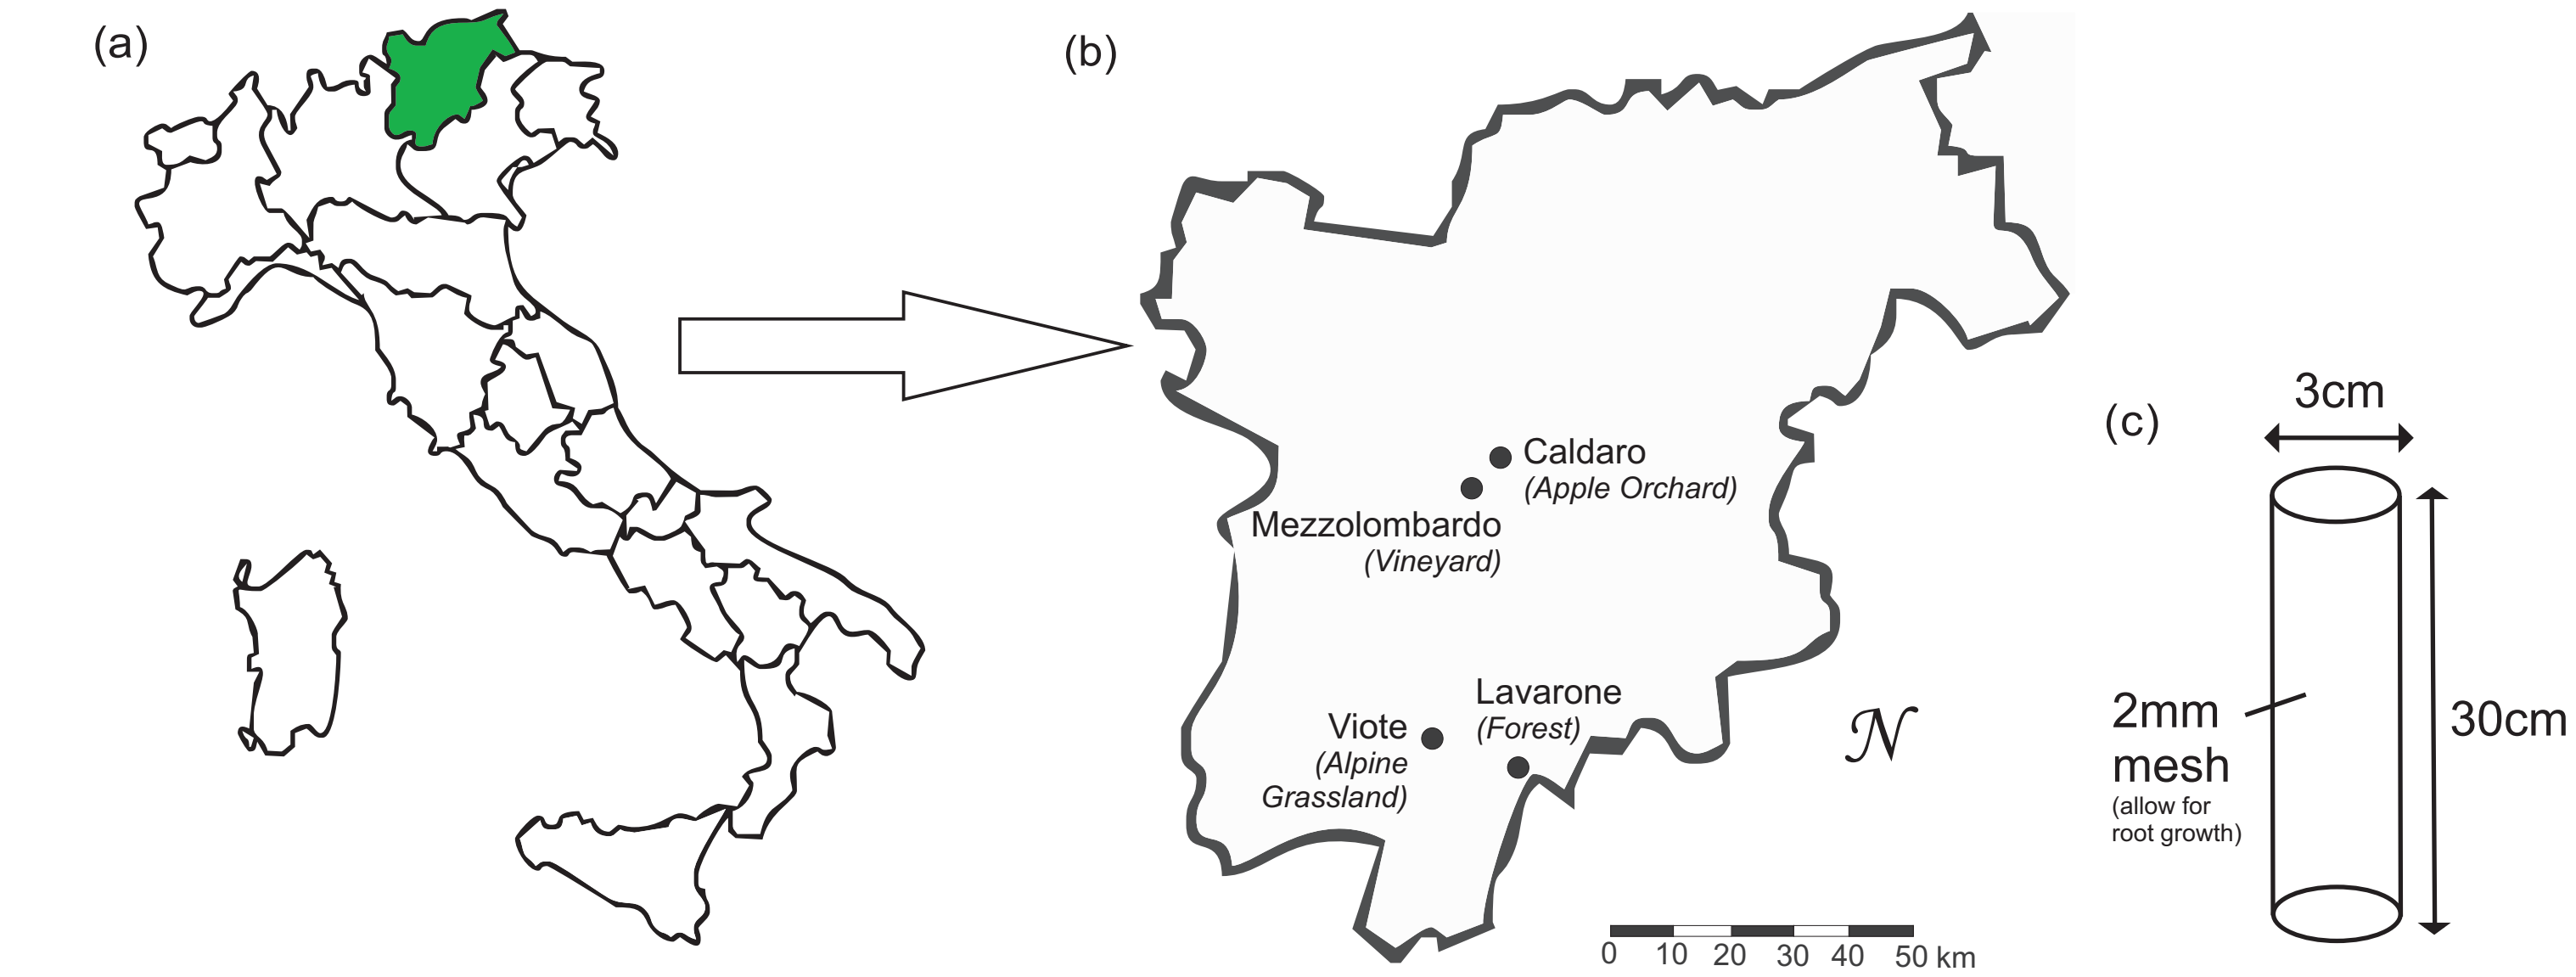 (a)
(b)
Caldaro
(Apple Orchard)
Mezzolombardo
(Vineyard)
Lavarone
(Forest)
Viote
(Alpine
Grassland)
N
0 10 20 30 40 50 km
(c)
3cm
30cm
2mm
mesh
(allow for
root growth)